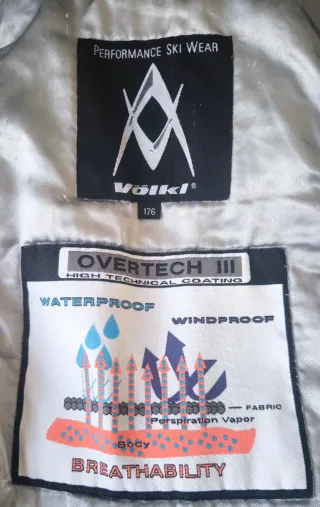 PERFORMANCE SKI WEAR
Völkl®
176
OVERTECH III
HIGH TECHNICAL COATING
WATERPROOF
WINDPROOF
FABRIC
Perspiration Vapor
Body
BREATHABILITY